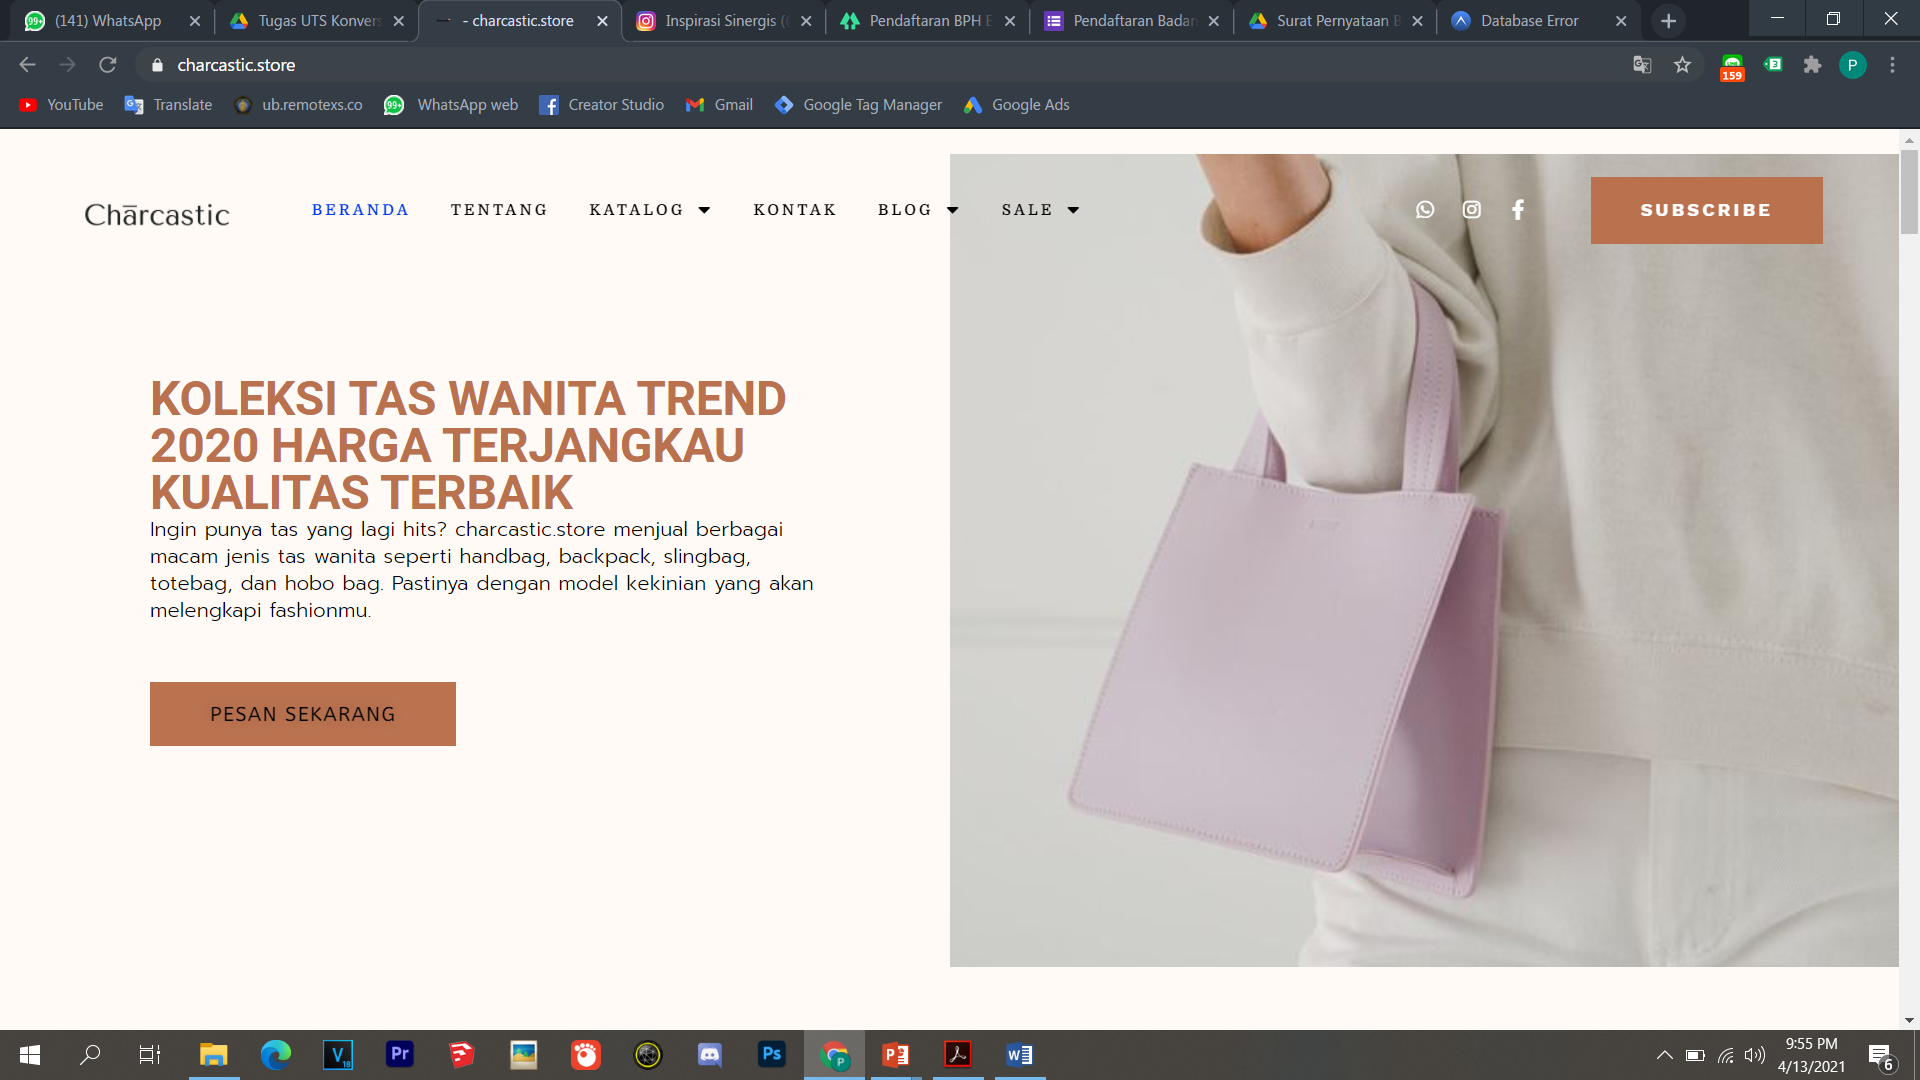 (141) WhatsApp
Tugas UTS Konvers
- charcastic.store
Inspirasi Sinergis (
Pendaftaran BPH E
Pendaftaran Badan
Surat Pernyataan B
Database Error
charcastic.store
159
3
P
YouTube
Translate
ub.remotexs.co
99+
WhatsApp web
Creator Studio
Gmail
Google Tag Manager
Google Ads
Chārcastic
BERANDA
TENTANG
KATALOG
KONTAK
BLOG
SALE
SUBSCRIBE
KOLEKSI TAS WANITA TREND
2020 HARGA TERJANGKAU
KUALITAS TERBAIK
Ingin punya tas yang lagi hits? charcastic.store menjual berbagai
macam jenis tas wanita seperti handbag, backpack, slingbag,
totebag, dan hobo bag. Pastinya dengan model kekinian yang akan
melengkapi fashionmu.
PESAN SEKARANG
9:55 PM
4/13/2021
6